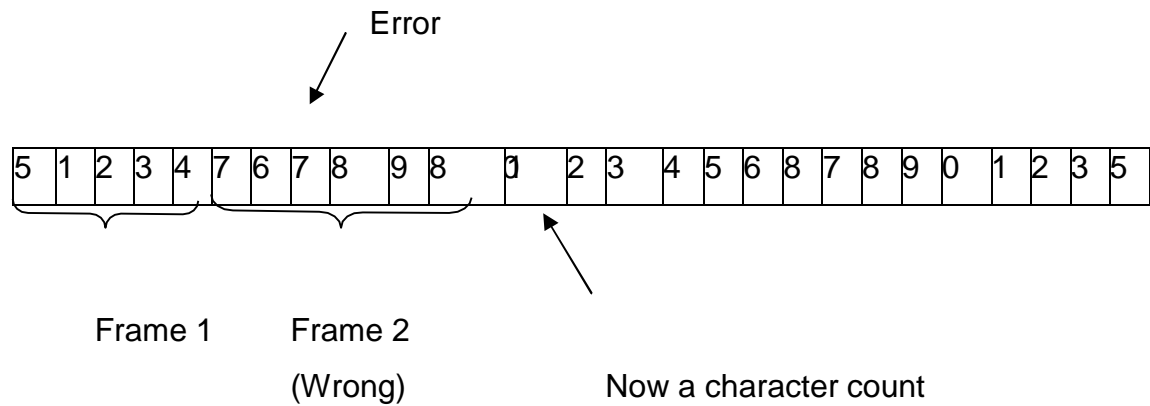 Error
5 1 2 3 4 7 6 7 8 9 8 0 1 2 3 4 5 6 8 7 8 9 0 1 2 3 5
Frame 1 Frame 2
(Wrong) Now a character count